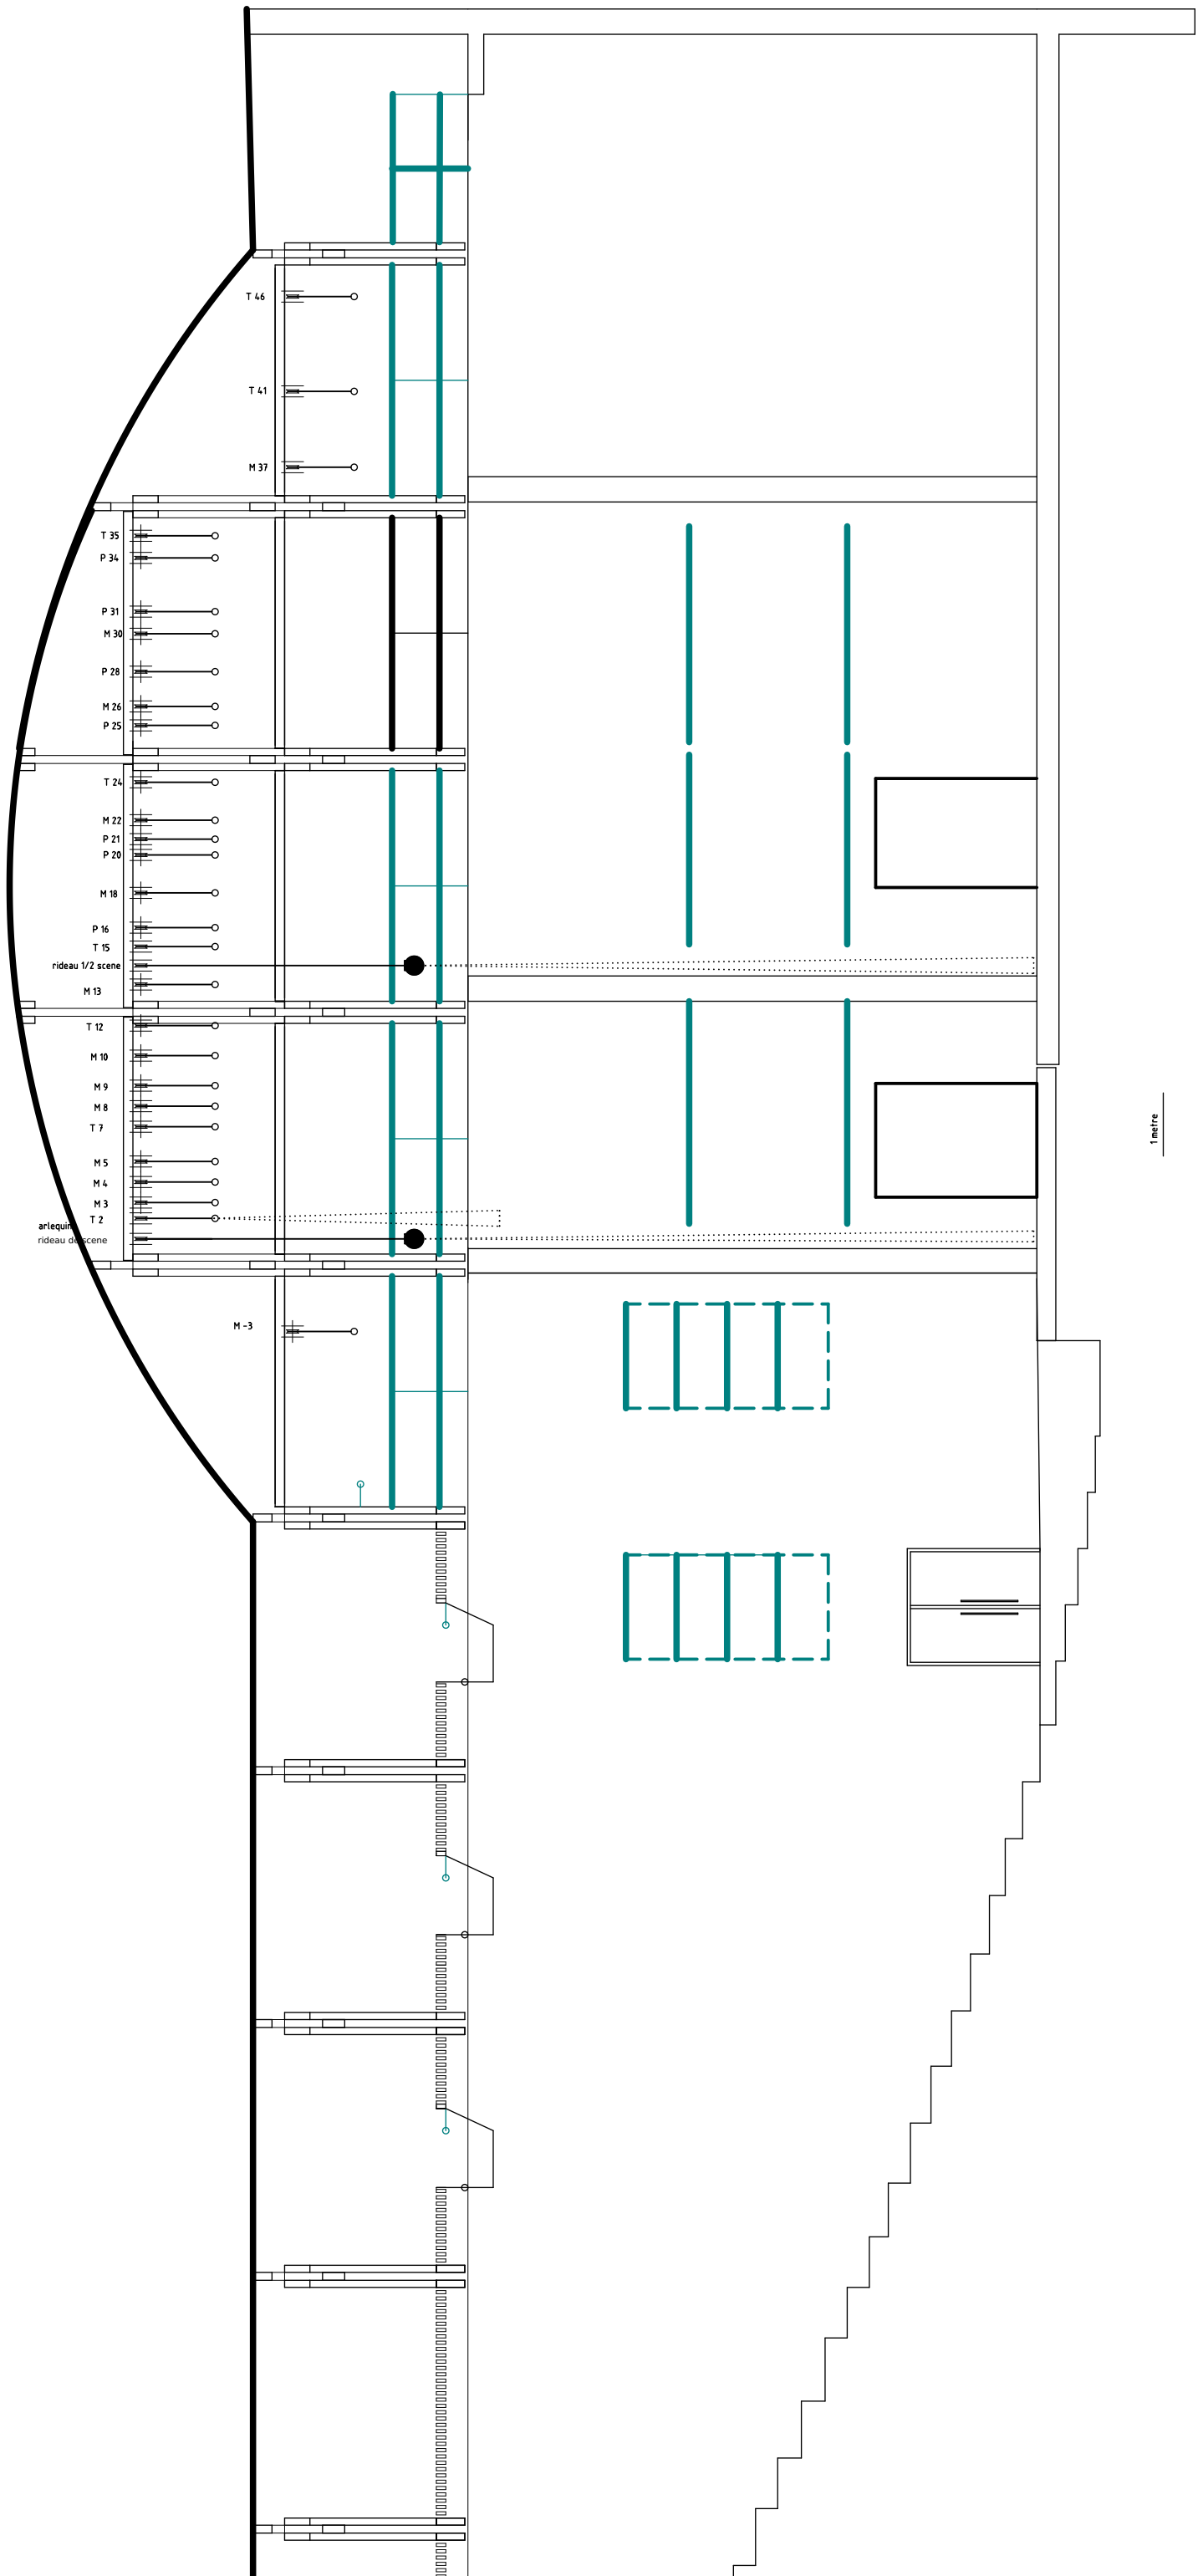 T 46
T 41
M 37
T 35
P 34
P 31
M 30
P 28
M 26
P 25
T 24
M 22
P 21
P 20
M 18
P 16
T 15
rideau 1/2 scene
M 13
T 12
M 10
M 9
M 8
T 7
1 metre
M 5
M 4
M 3
T 2
arlequin
rideau de scene
M -3